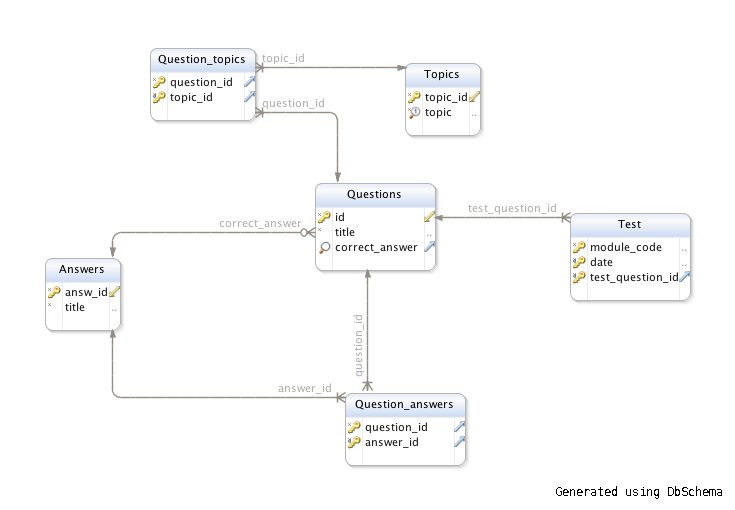 Question_topics
question_id
topic_id
topic_id
question_id
Topics
topic_id
topic
Questions
id
title
correct_answer
correct_answer
test_question_id
Test
module_code
date
test_question_id
Answers
answ_id
title
question_id
answer_id
Question_answers
question_id
answer_id
Generated using DbSchema